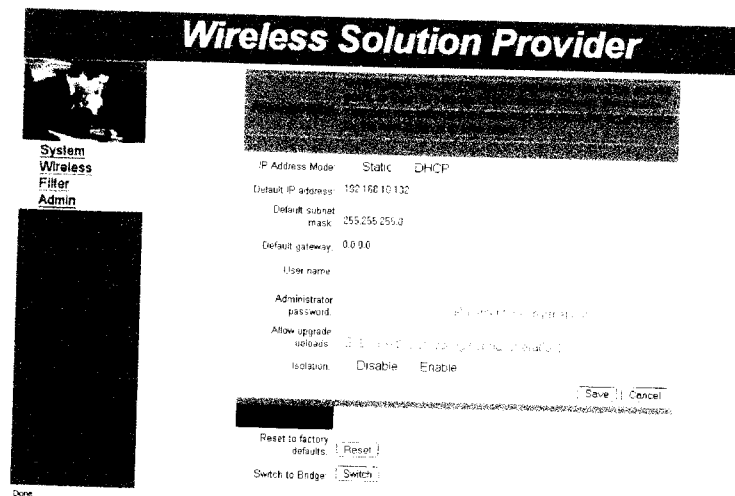 Wireless Solution Provider
System
Wireless
Filter
Admin
IP Address Mode: Static DHCP
Default IP address: 192.168.10.132
Default subnet mask: 255.255.255.0
Default gateway: 0.0.0.0
User name:
Administrator password:
Allow upgrade uploads:
Isolation: Disable Enable
Save Cancel
Reset to factory defaults: Reset
Switch to Bridge: Switch
Done